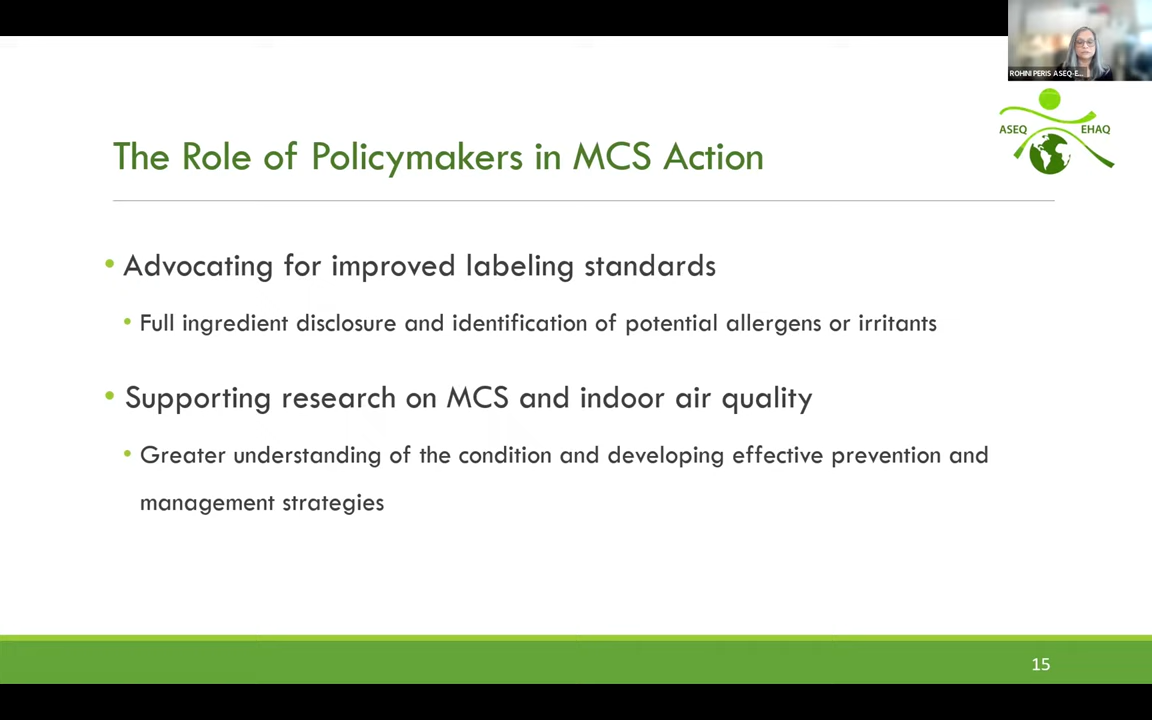 ROHINI PERIS ASEQ-E...
ASEQ EHAQ
The Role of Policymakers in MCS Action
• Advocating for improved labeling standards
• Full ingredient disclosure and identification of potential allergens or irritants
• Supporting research on MCS and indoor air quality
• Greater understanding of the condition and developing effective prevention and
management strategies
15